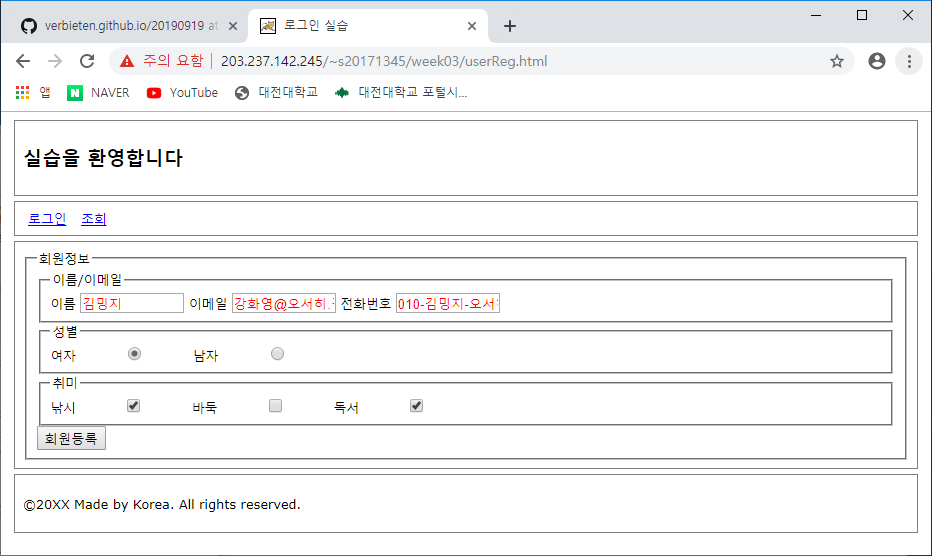 verbieten.github.io/20190919 at
로그인 실습
주의 요함 | 203.237.142.245/~s20171345/week03/userReg.html
앱 NAVER YouTube 대전대학교 대전대학교 포털시...
실습을 환영합니다
로그인 조회
회원정보
이름/이메일
이름 김밍지 이메일 강화영@오서히. 전화번호 010-김밍지-오서
성별
여자 남자
취미
낚시 바둑 독서
회원등록
©20XX Made by Korea. All rights reserved.